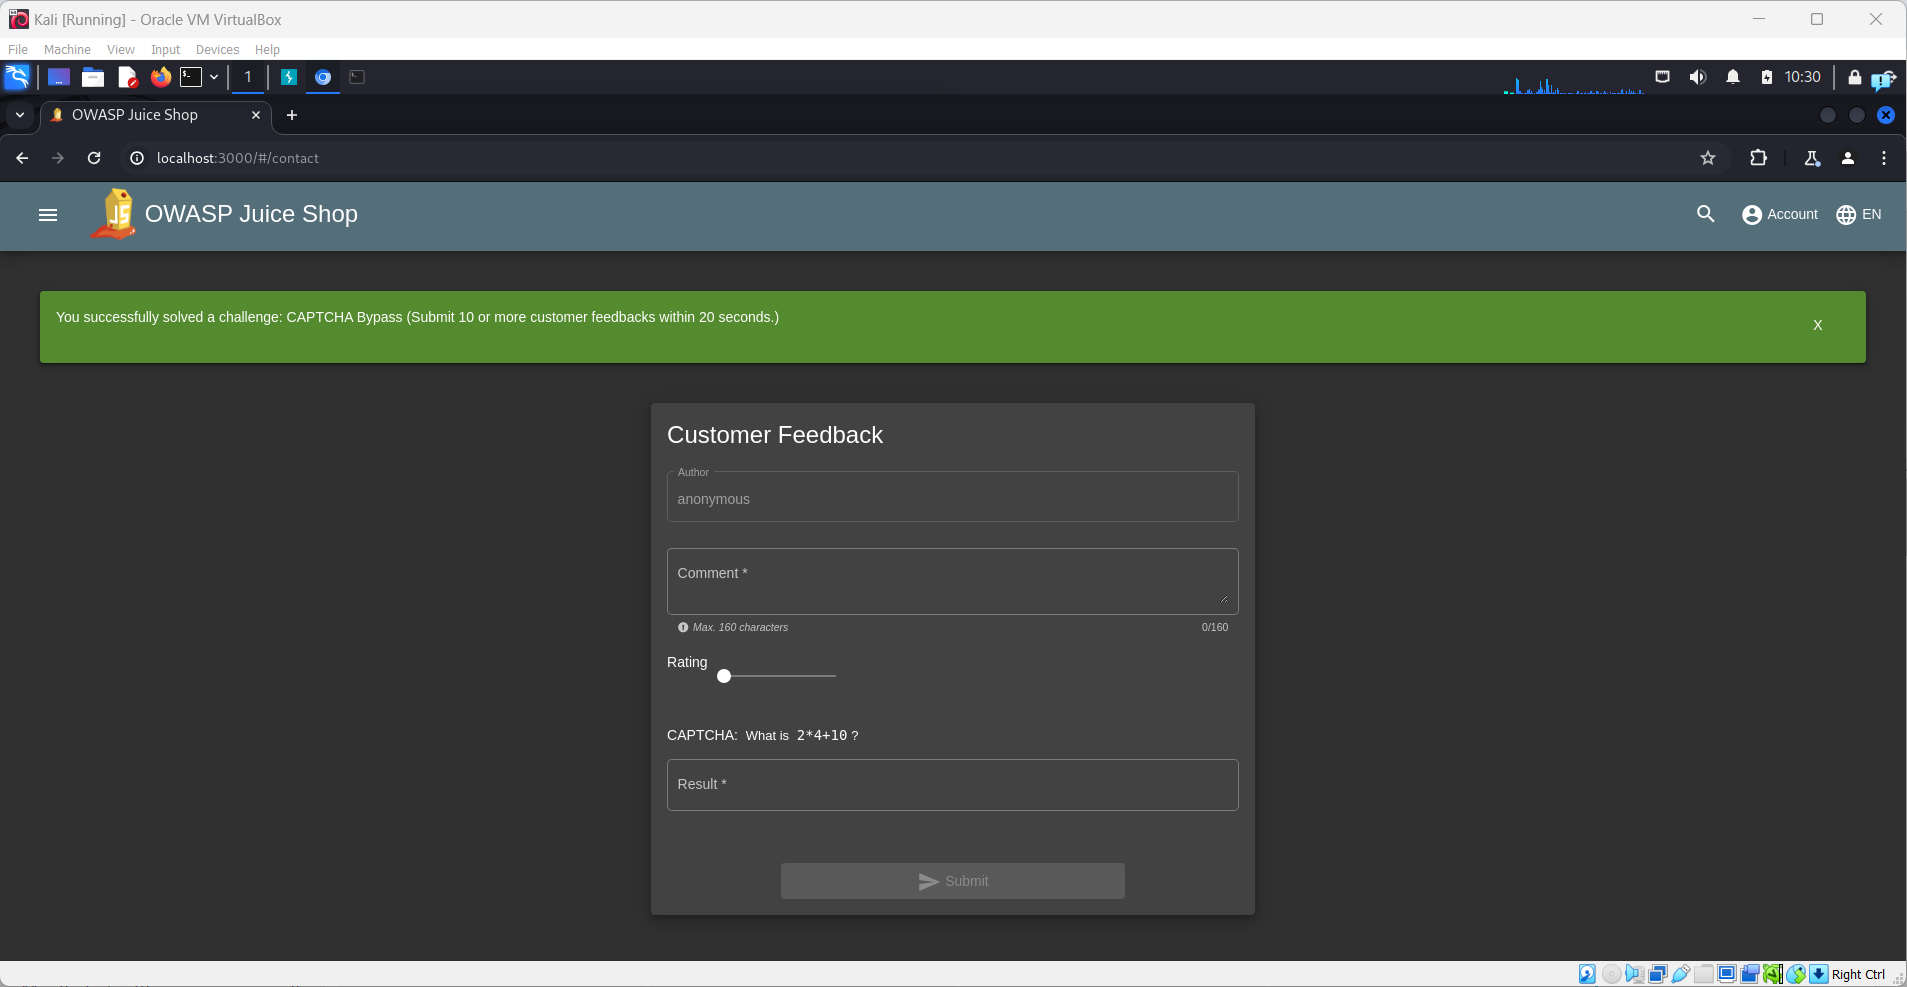 Kali [Running] - Oracle VM VirtualBox
File Machine View Input Devices Help
1
10:30
OWASP Juice Shop
localhost:3000/#/contact
OWASP Juice Shop
Account
EN
You successfully solved a challenge: CAPTCHA Bypass (Submit 10 or more customer feedbacks within 20 seconds.)
X
Customer Feedback
Author
anonymous
Comment *
Max. 160 characters
0/160
Rating
CAPTCHA: What is 2*4+10 ?
Result *
Submit
Right Ctrl